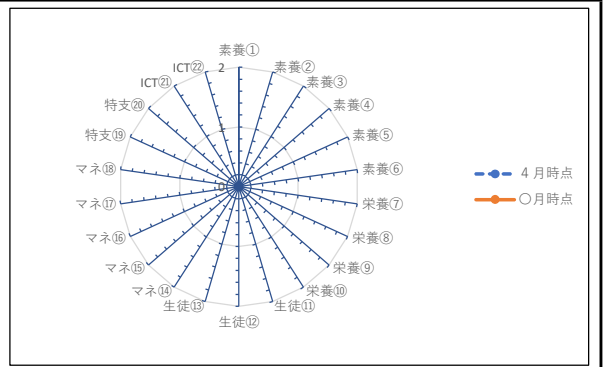 素養①
素養②
素養③
素養④
素養⑤
素養⑥
栄養⑦
栄養⑧
栄養⑨
栄養⑩
生徒⑪
生徒⑫
生徒⑬
マネ⑭
マネ⑮
マネ⑯
マネ⑰
マネ⑱
特支⑲
特支⑳
ICT㉑
ICT㉒
2
1
0
4月時点
〇月時点